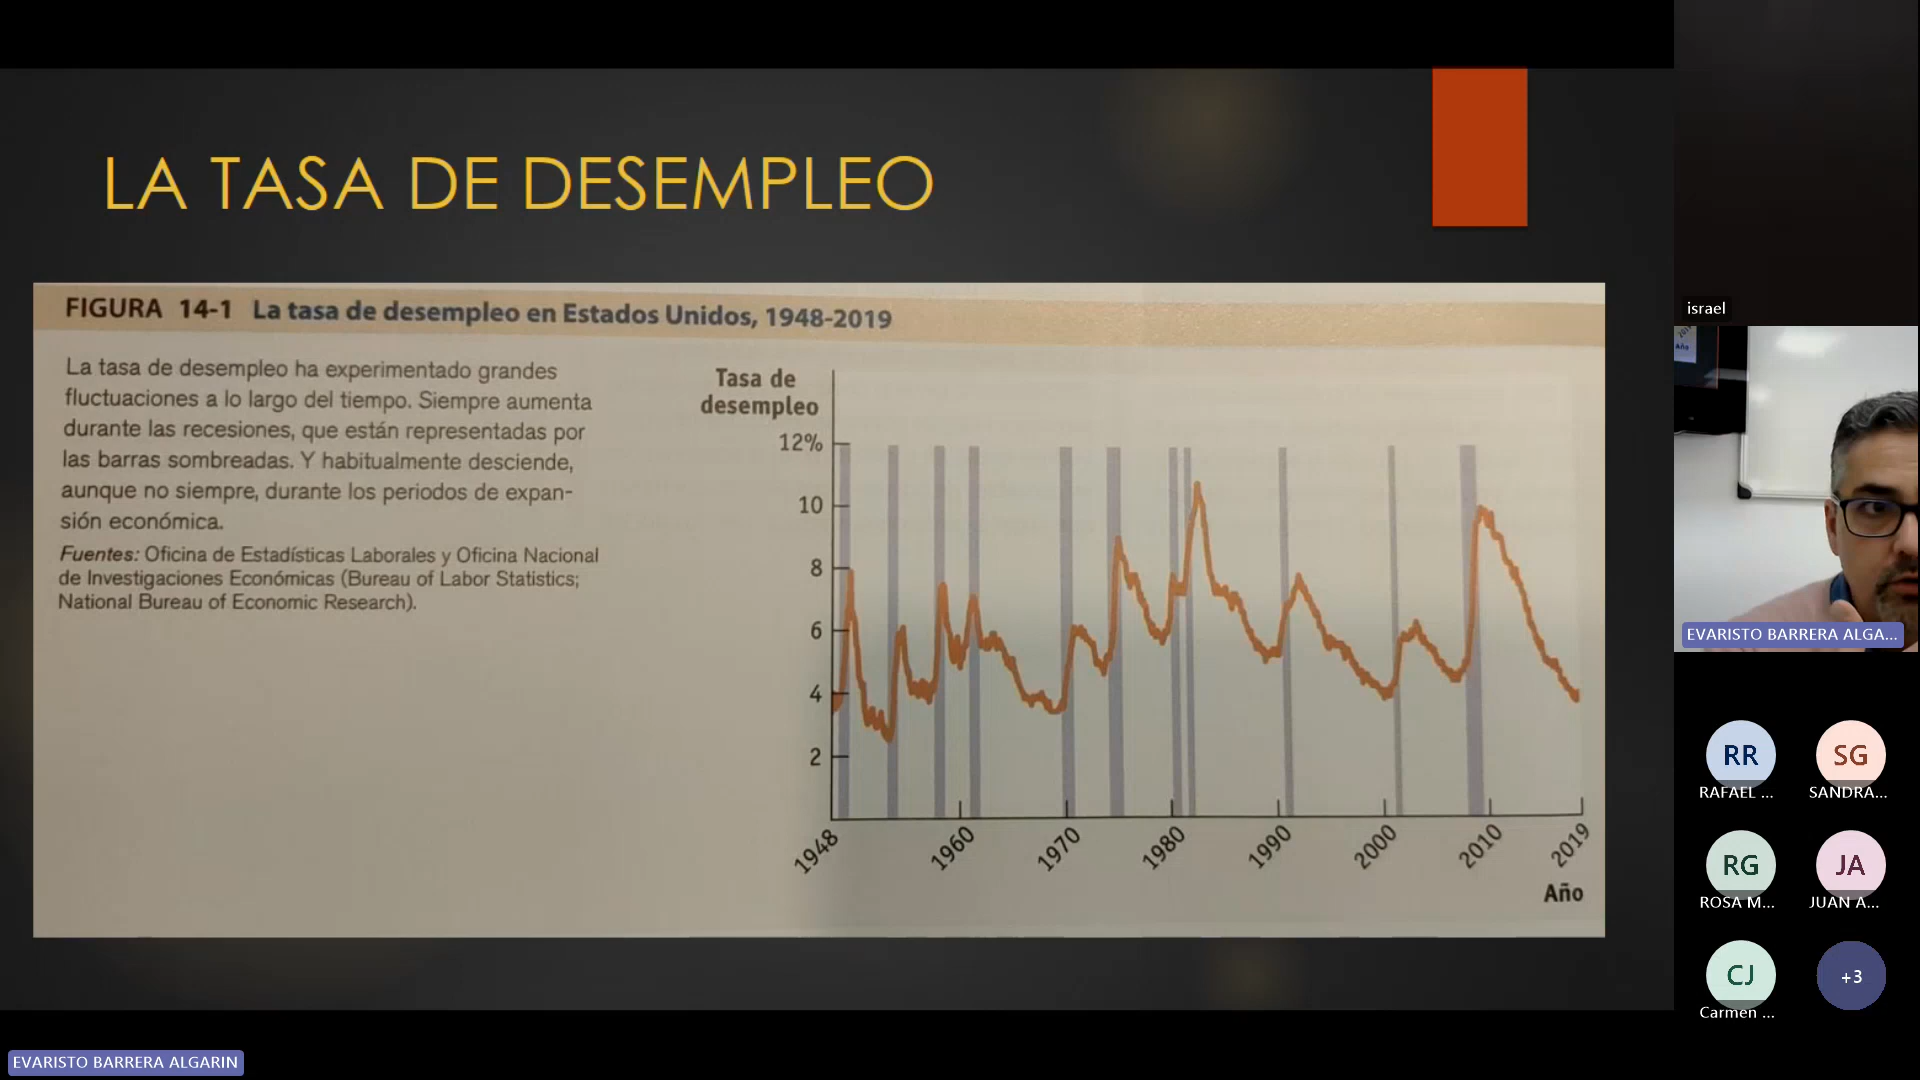 LA TASA DE DESEMPLEO
FIGURA 14-1 La tasa de desempleo en Estados Unidos, 1948-2019
La tasa de desempleo ha experimentado grandes
fluctuaciones a lo largo del tiempo. Siempre aumenta
durante las recesiones, que están representadas por
las barras sombreadas. Y habitualmente desciende,
aunque no siempre, durante los periodos de expan-
sión económica.
Fuentes: Oficina de Estadísticas Laborales y Oficina Nacional
de Investigaciones Económicas (Bureau of Labor Statistics;
National Bureau of Economic Research).
Tasa de
desempleo
12%
10
8
6
4
2
1948
1960
1970
1980
1990
2000
2010
2019
Año
israel
2019
Año
EVARISTO BARRERA ALGA...
RR
RAFAEL ...
SG
SANDRA...
RG
ROSA M...
JA
JUAN A...
CJ
Carmen ...
+3
EVARISTO BARRERA ALGARIN